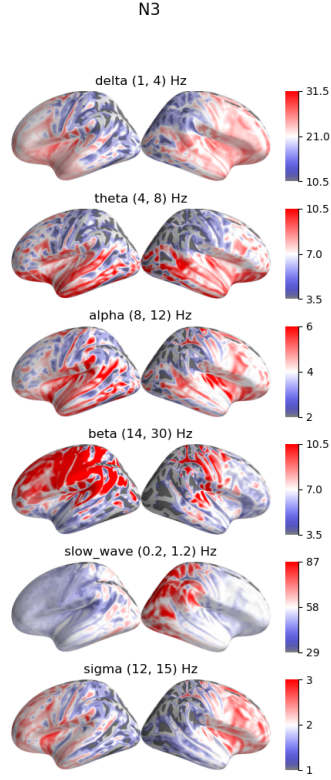 N3
delta (1, 4) Hz
31.5
21.0
10.5
theta (4, 8) Hz
10.5
7.0
3.5
alpha (8, 12) Hz
6
4
2
beta (14, 30) Hz
10.5
7.0
3.5
slow_wave (0.2, 1.2) Hz
87
58
29
sigma (12, 15) Hz
3
2
1